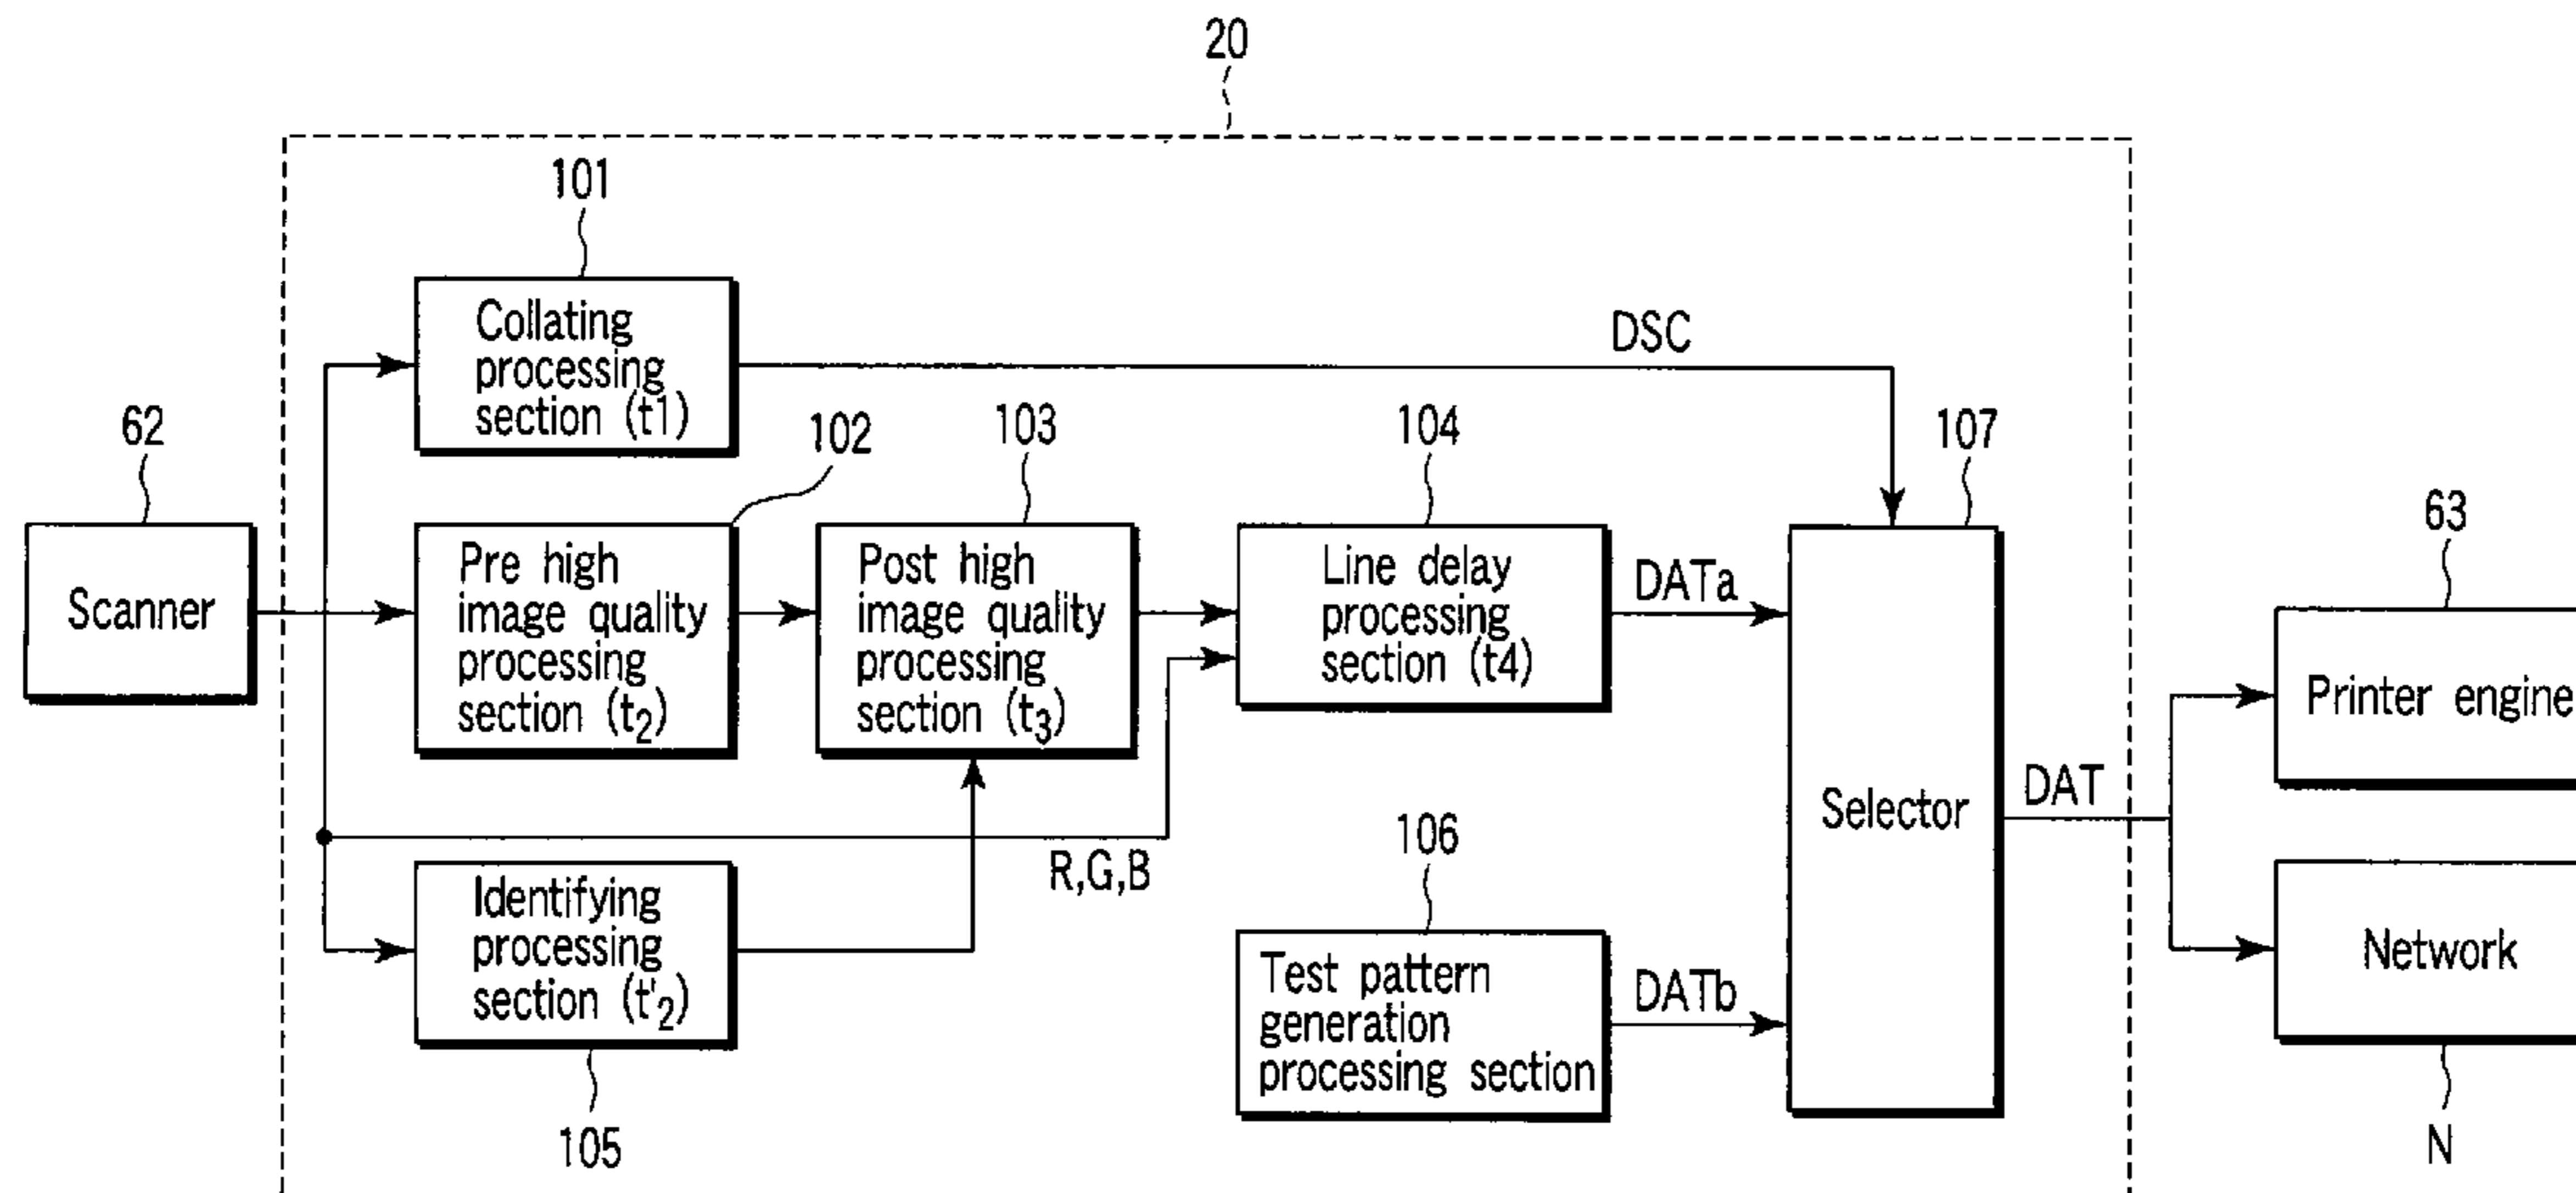 20
101
Collating
processing
section (t1)
DSC
62
102
103
104
107
Scanner
Pre high
image quality
processing
section (t2)
Post high
image quality
processing
section (t3)
Line delay
processing
section (t4)
DATa
63
Printer engine
Selector
DAT
R,G,B
106
Identifying
processing
section (t'2)
105
Test pattern
generation
processing section
DATb
Network
N